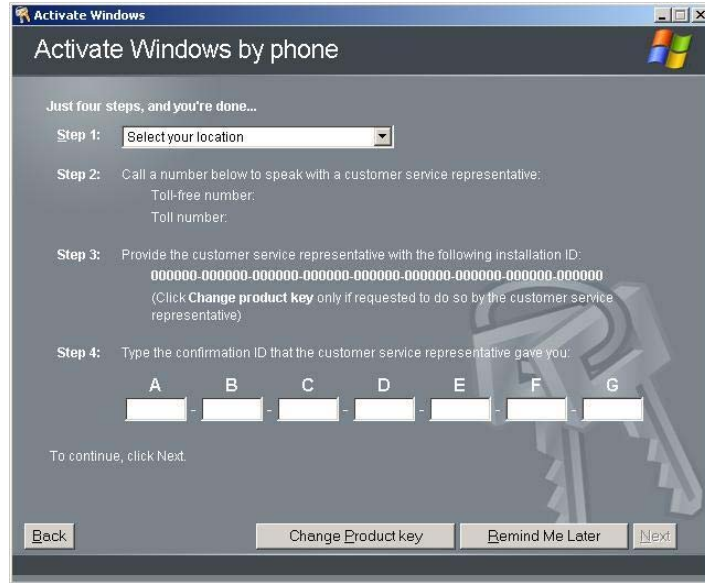 Activate Windows
Activate Windows by phone
Just four steps, and you're done...
Step 1: Select your location
Step 2: Call a number below to speak with a customer service representative:
Toll-free number:
Toll number:
Step 3: Provide the customer service representative with the following installation ID:
000000-000000-000000-000000-000000-000000-000000-000000-000000
(Click Change product key only if requested to do so by the customer service
representative)
Step 4: Type the confirmation ID that the customer service representative gave you:
A B C D E F G
- - - - - -
To continue, click Next.
Back Change Product key Remind Me Later Next